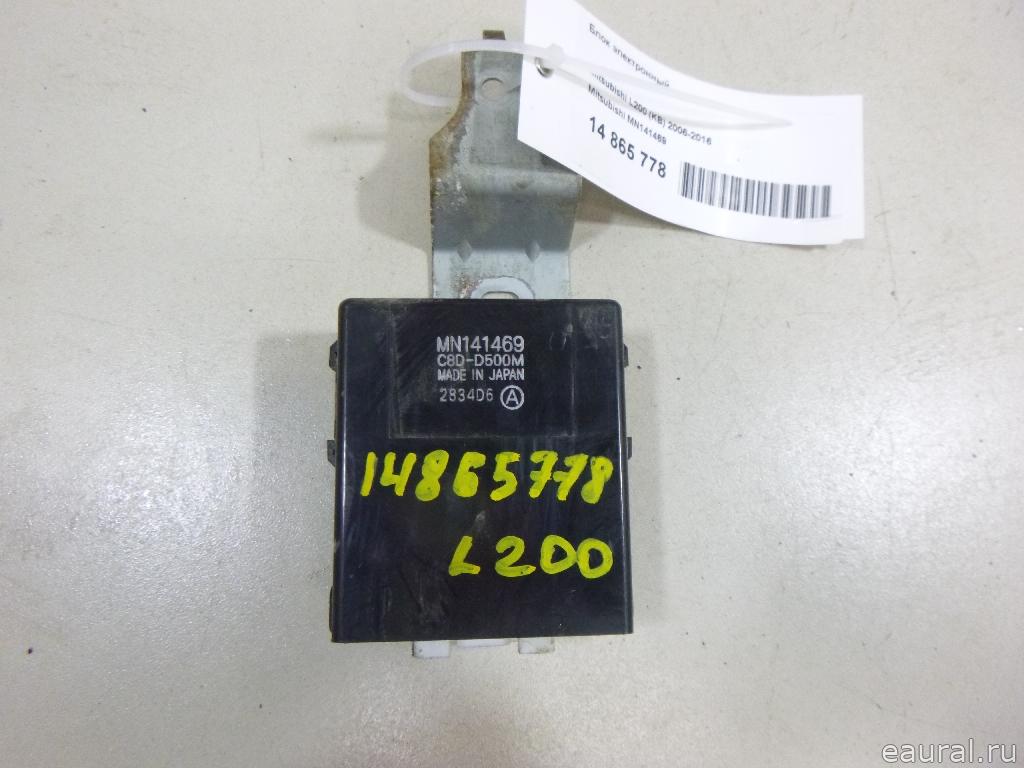 Блок электронный
Mitsubishi L200 (KB) 2006-2016
Mitsubishi MN141469
14 865 778
MN141469
C8D-D500M
MADE IN JAPAN
2834D6 A
14865778
L200
eaural.ru